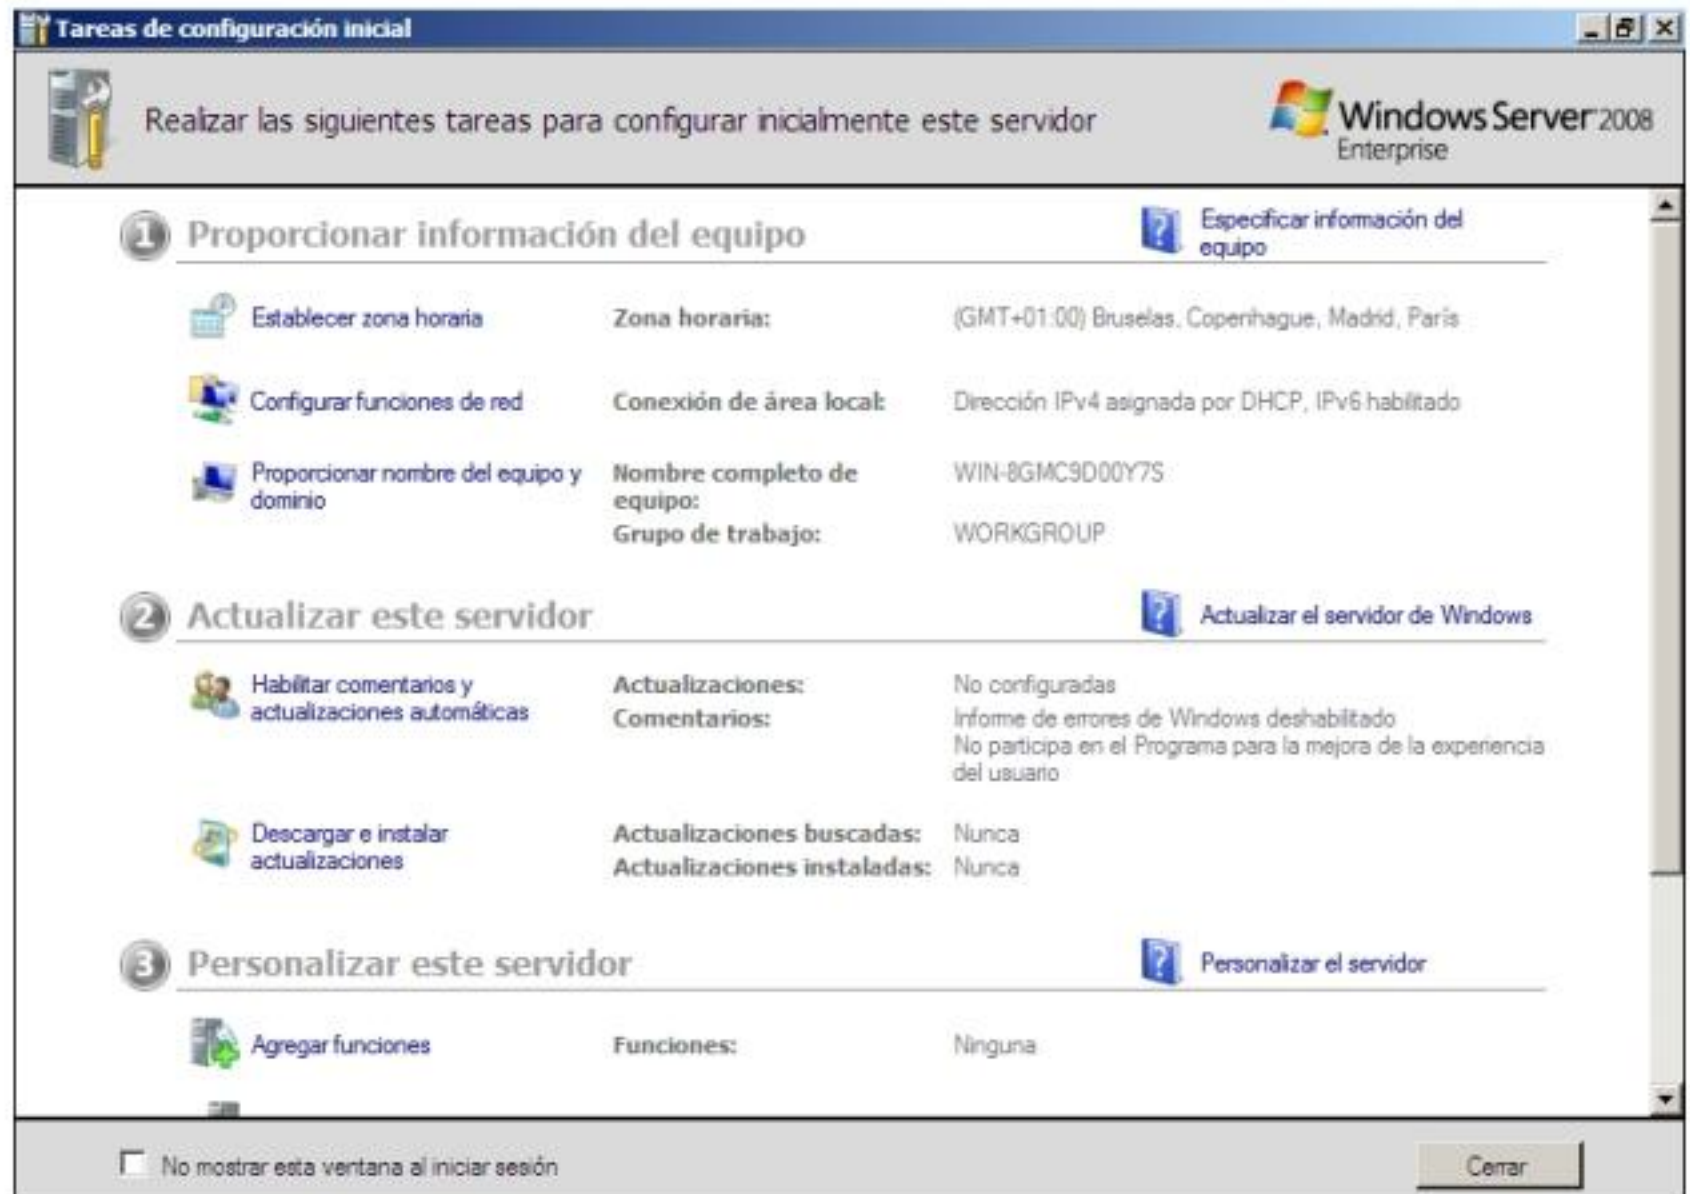 Tareas de configuración inicial
Realizar las siguientes tareas para configurar inicialmente este servidor
Windows Server 2008
Enterprise
1 Proporcionar información del equipo
Especificar información del
equipo
Establecer zona horaria
Zona horaria:
(GMT+01:00) Bruselas, Copenhague, Madrid, París
Configurar funciones de red
Conexión de área local:
Dirección IPv4 asignada por DHCP, IPv6 habilitado
Proporcionar nombre del equipo y
dominio
Nombre completo de
equipo:
WIN-8GMC9D00Y7S
Grupo de trabajo:
WORKGROUP
2 Actualizar este servidor
Actualizar el servidor de Windows
Habilitar comentarios y
actualizaciones automáticas
Actualizaciones:
No configuradas
Comentarios:
Informe de errores de Windows deshabilitado
No participa en el Programa para la mejora de la experiencia
del usuario
Descargar e instalar
actualizaciones
Actualizaciones buscadas:
Nunca
Actualizaciones instaladas:
Nunca
3 Personalizar este servidor
Personalizar el servidor
Agregar funciones
Funciones:
Ninguna
No mostrar esta ventana al iniciar sesión
Cerrar